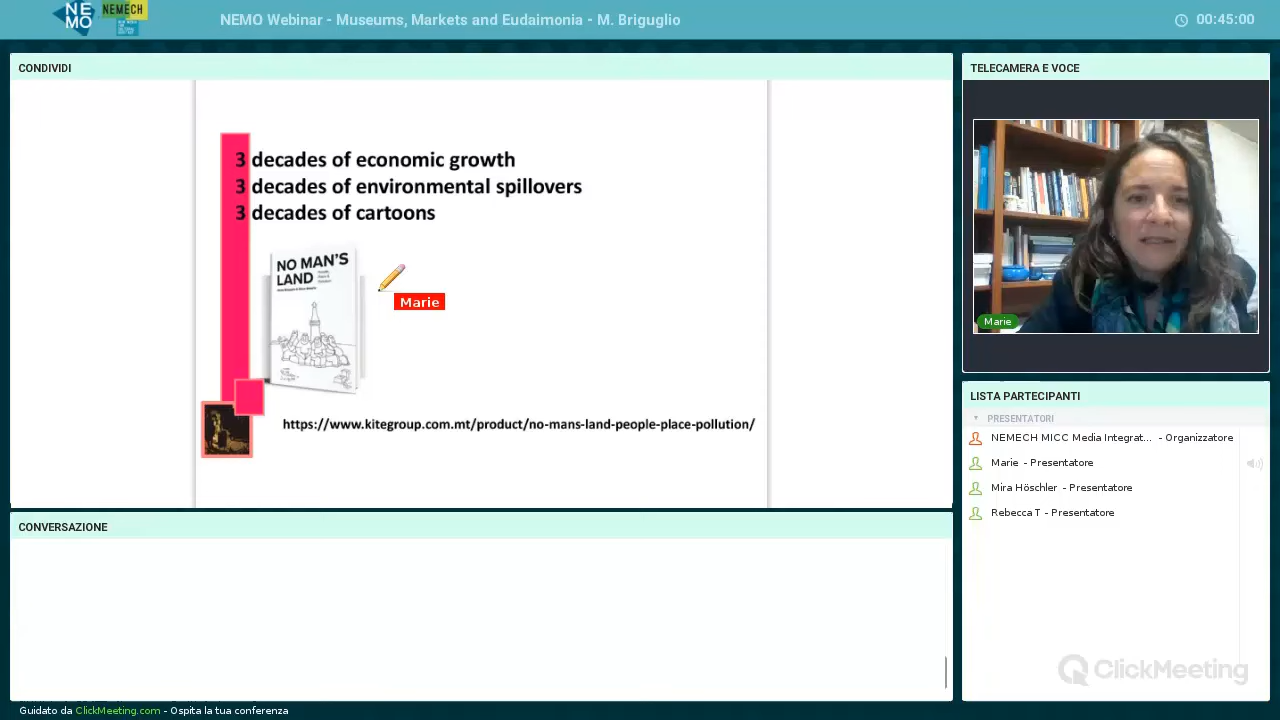 NE
MO
NEMECH
NEMO Webinar - Museums, Markets and Eudaimonia - M. Briguglio
00:45:00
CONDIVIDI
3 decades of economic growth
3 decades of environmental spillovers
3 decades of cartoons
NO MAN'S
LAND
Marie
https://www.kitegroup.com.mt/product/no-mans-land-people-place-pollution/
TELECAMERA E VOCE
Marie
LISTA PARTECIPANTI
PRESENTATORI
NEMECH MICC Media Integrat... - Organizzatore
Marie - Presentatore
Mira Höschler - Presentatore
Rebecca T - Presentatore
CONVERSAZIONE
ClickMeeting
Guidato da ClickMeeting.com - Ospita la tua conferenza